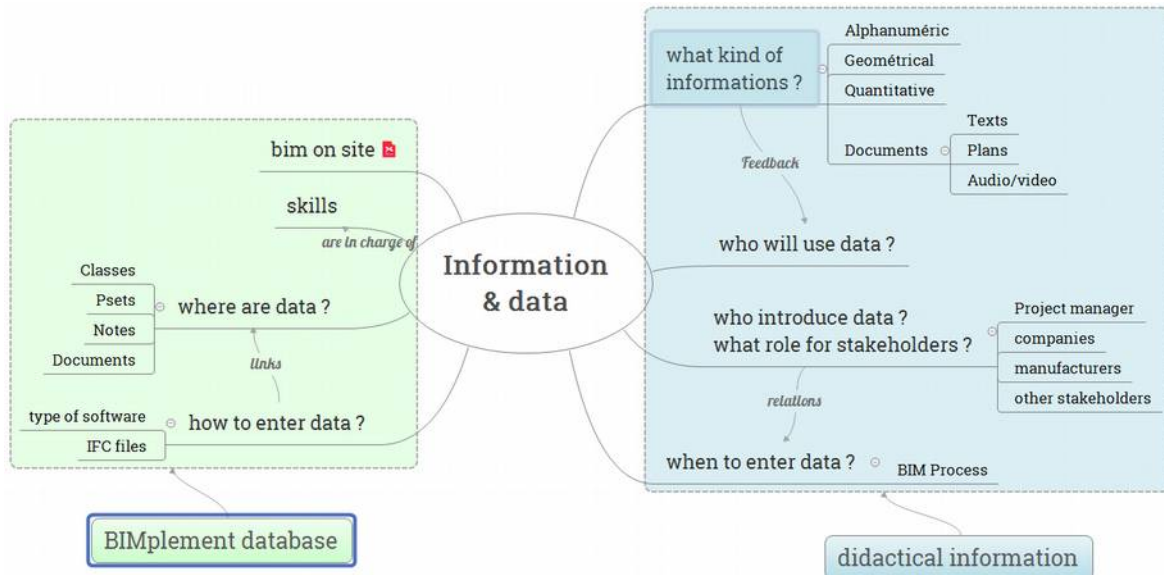 bim on site
skills
are in charge of
Classes
Psets
Notes
Documents
where are data ?
links
type of software
IFC files
how to enter data ?
BIMplement database
Information
& data
what kind of
informations ?
Alphanuméric
Geométrical
Quantitative
Documents
Texts
Plans
Audio/video
Feedback
who will use data ?
who introduce data ?
what role for stakeholders ?
Project manager
companies
manufacturers
other stakeholders
relations
when to enter data ?
BIM Process
didactical information